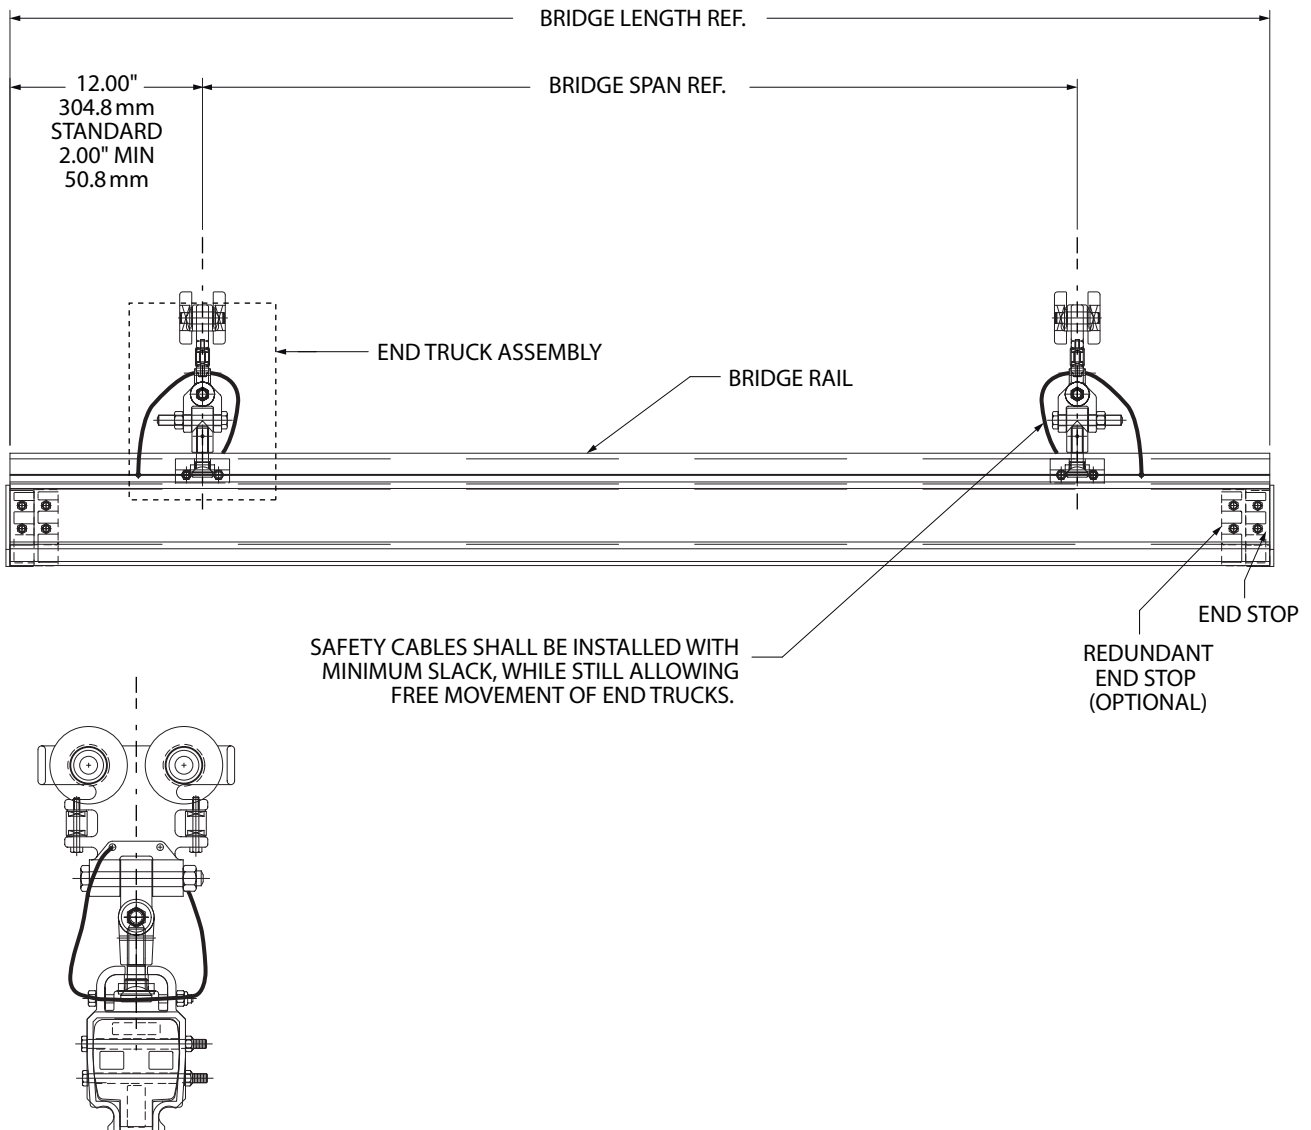 BRIDGE LENGTH REF.
12.00"
304.8 mm
STANDARD
2.00" MIN
50.8 mm
BRIDGE SPAN REF.
END TRUCK ASSEMBLY
BRIDGE RAIL
SAFETY CABLES SHALL BE INSTALLED WITH
MINIMUM SLACK, WHILE STILL ALLOWING
FREE MOVEMENT OF END TRUCKS.
END STOP
REDUNDANT
END STOP
(OPTIONAL)